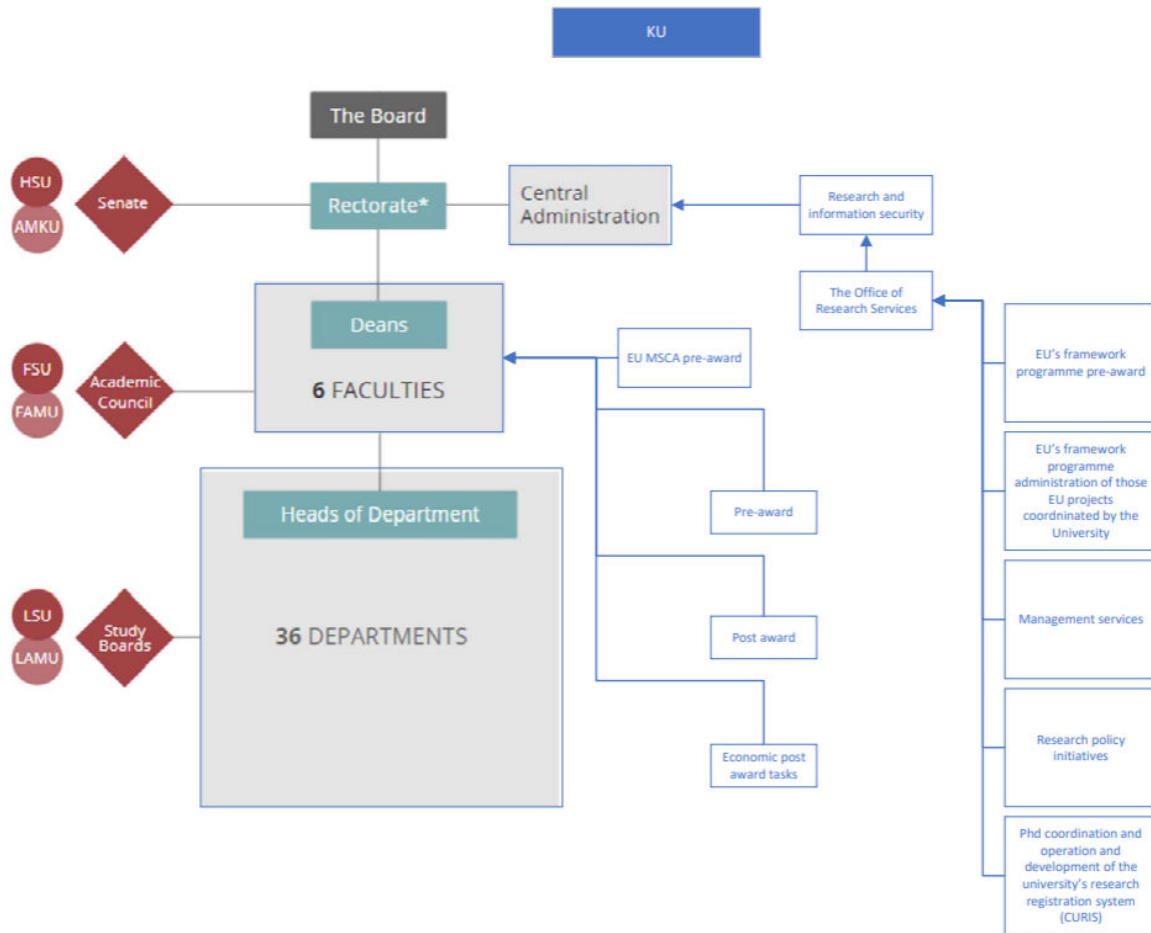 KU
The Board
HSU
AMKU
Senate
Rectorate*
Central
Administration
Research and
information security
The Office of
Research Services
Deans
6 FACULTIES
FSU
FAMU
Academic
Council
EU MSCA pre-award
EU's framework
programme pre-award
EU's framework
programme
administration of those
EU projects
coordninated by the
University
Heads of Department
Pre-award
36 DEPARTMENTS
LSU
LAMU
Study
Boards
Post award
Management services
Economic post
award tasks
Research policy
initiatives
Phd coordination and
operation and
development of the
university's research
registration system
(CURIS)